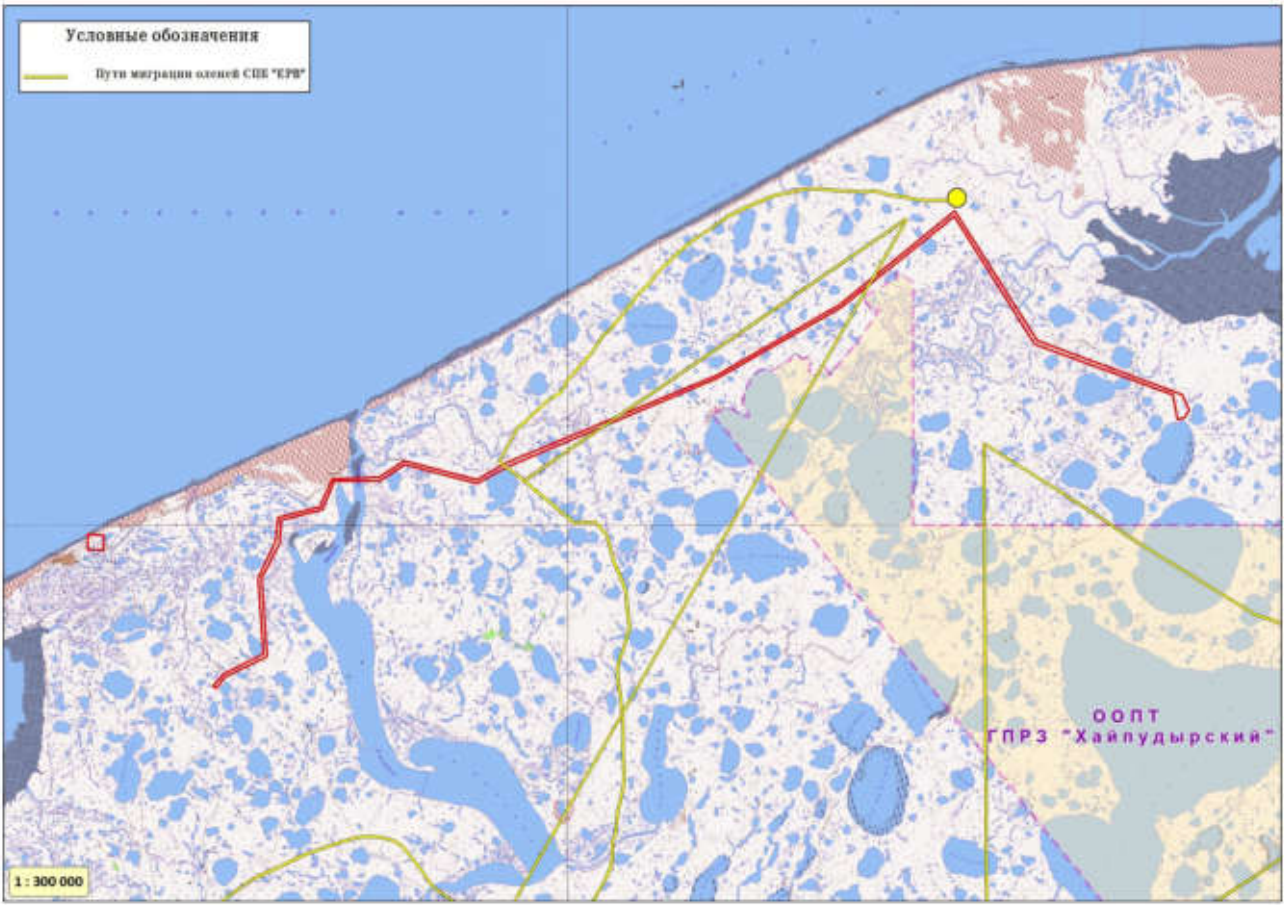 Условные обозначения
Пути миграции оленей СПК "ЕРВ"
ООПТ
ГПРЗ "Хайпудырский"
1 : 300 000